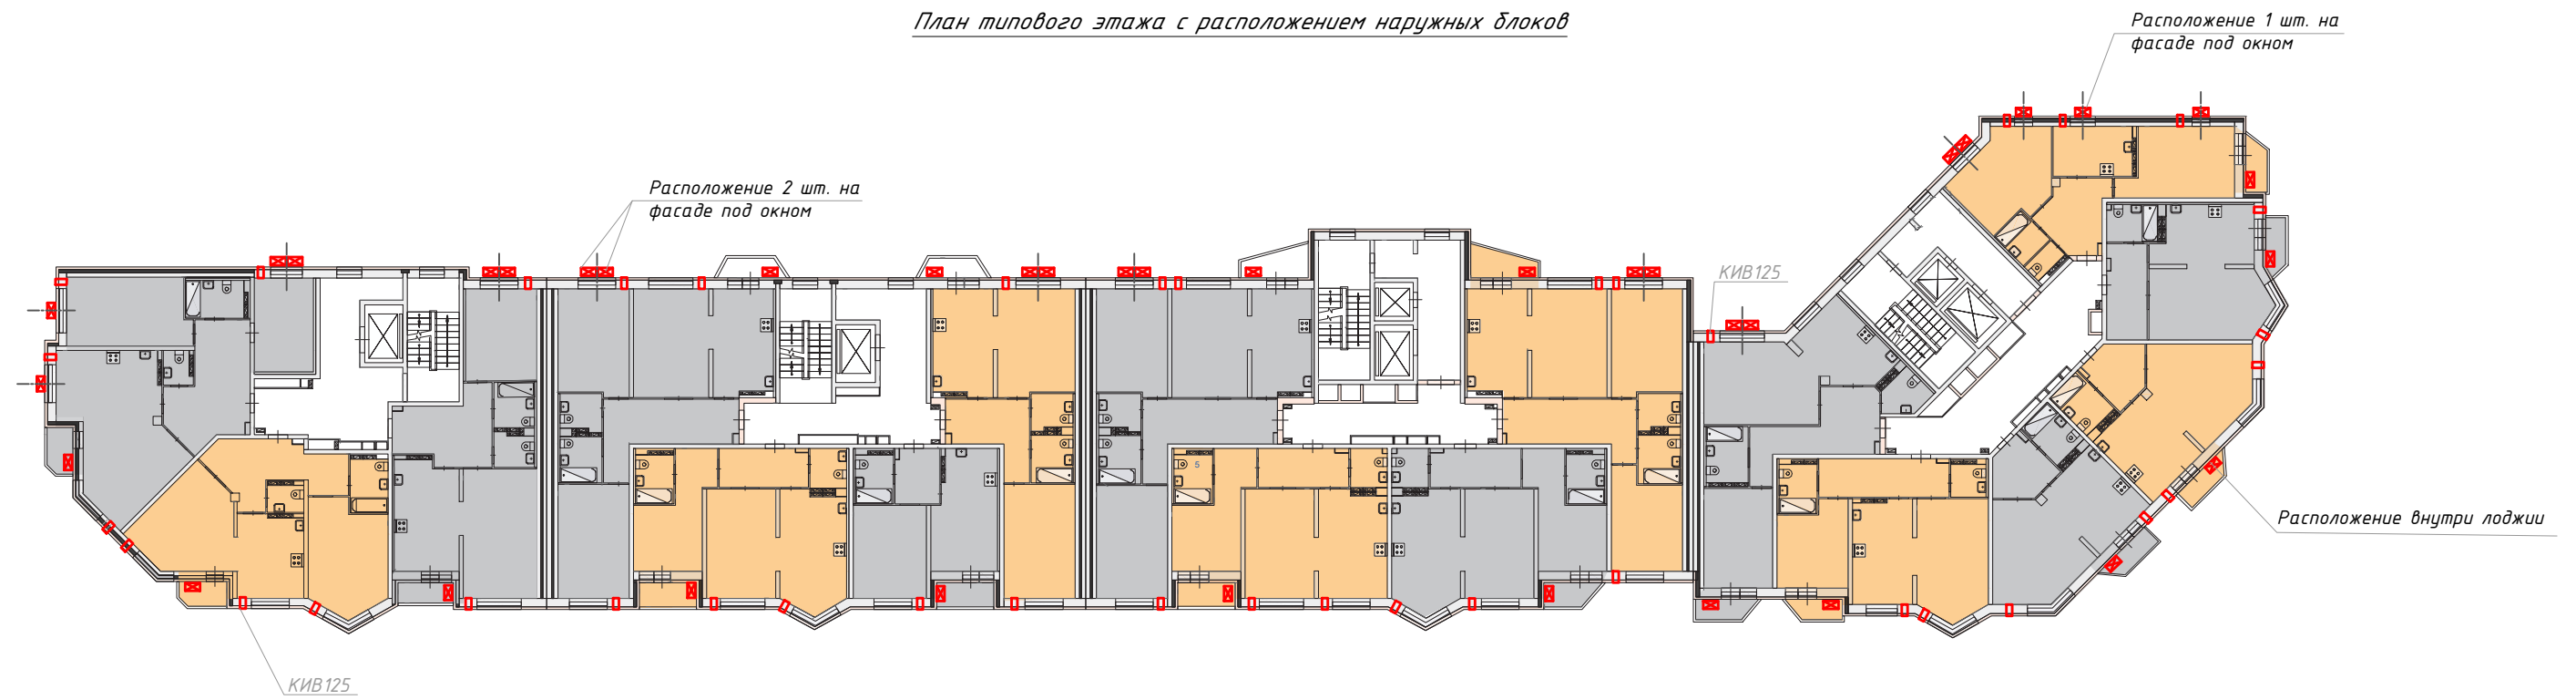 План типового этажа с расположением наружных блоков
Расположение 1 шт. на
фасаде под окном
Расположение 2 шт. на
фасаде под окном
КИВ125
5
Расположение внутри лоджии
КИВ125